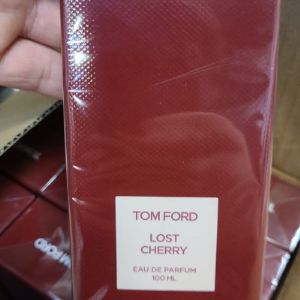 TOM FORD
LOST
CHERRY
EAU DE PARFUM
100 ML